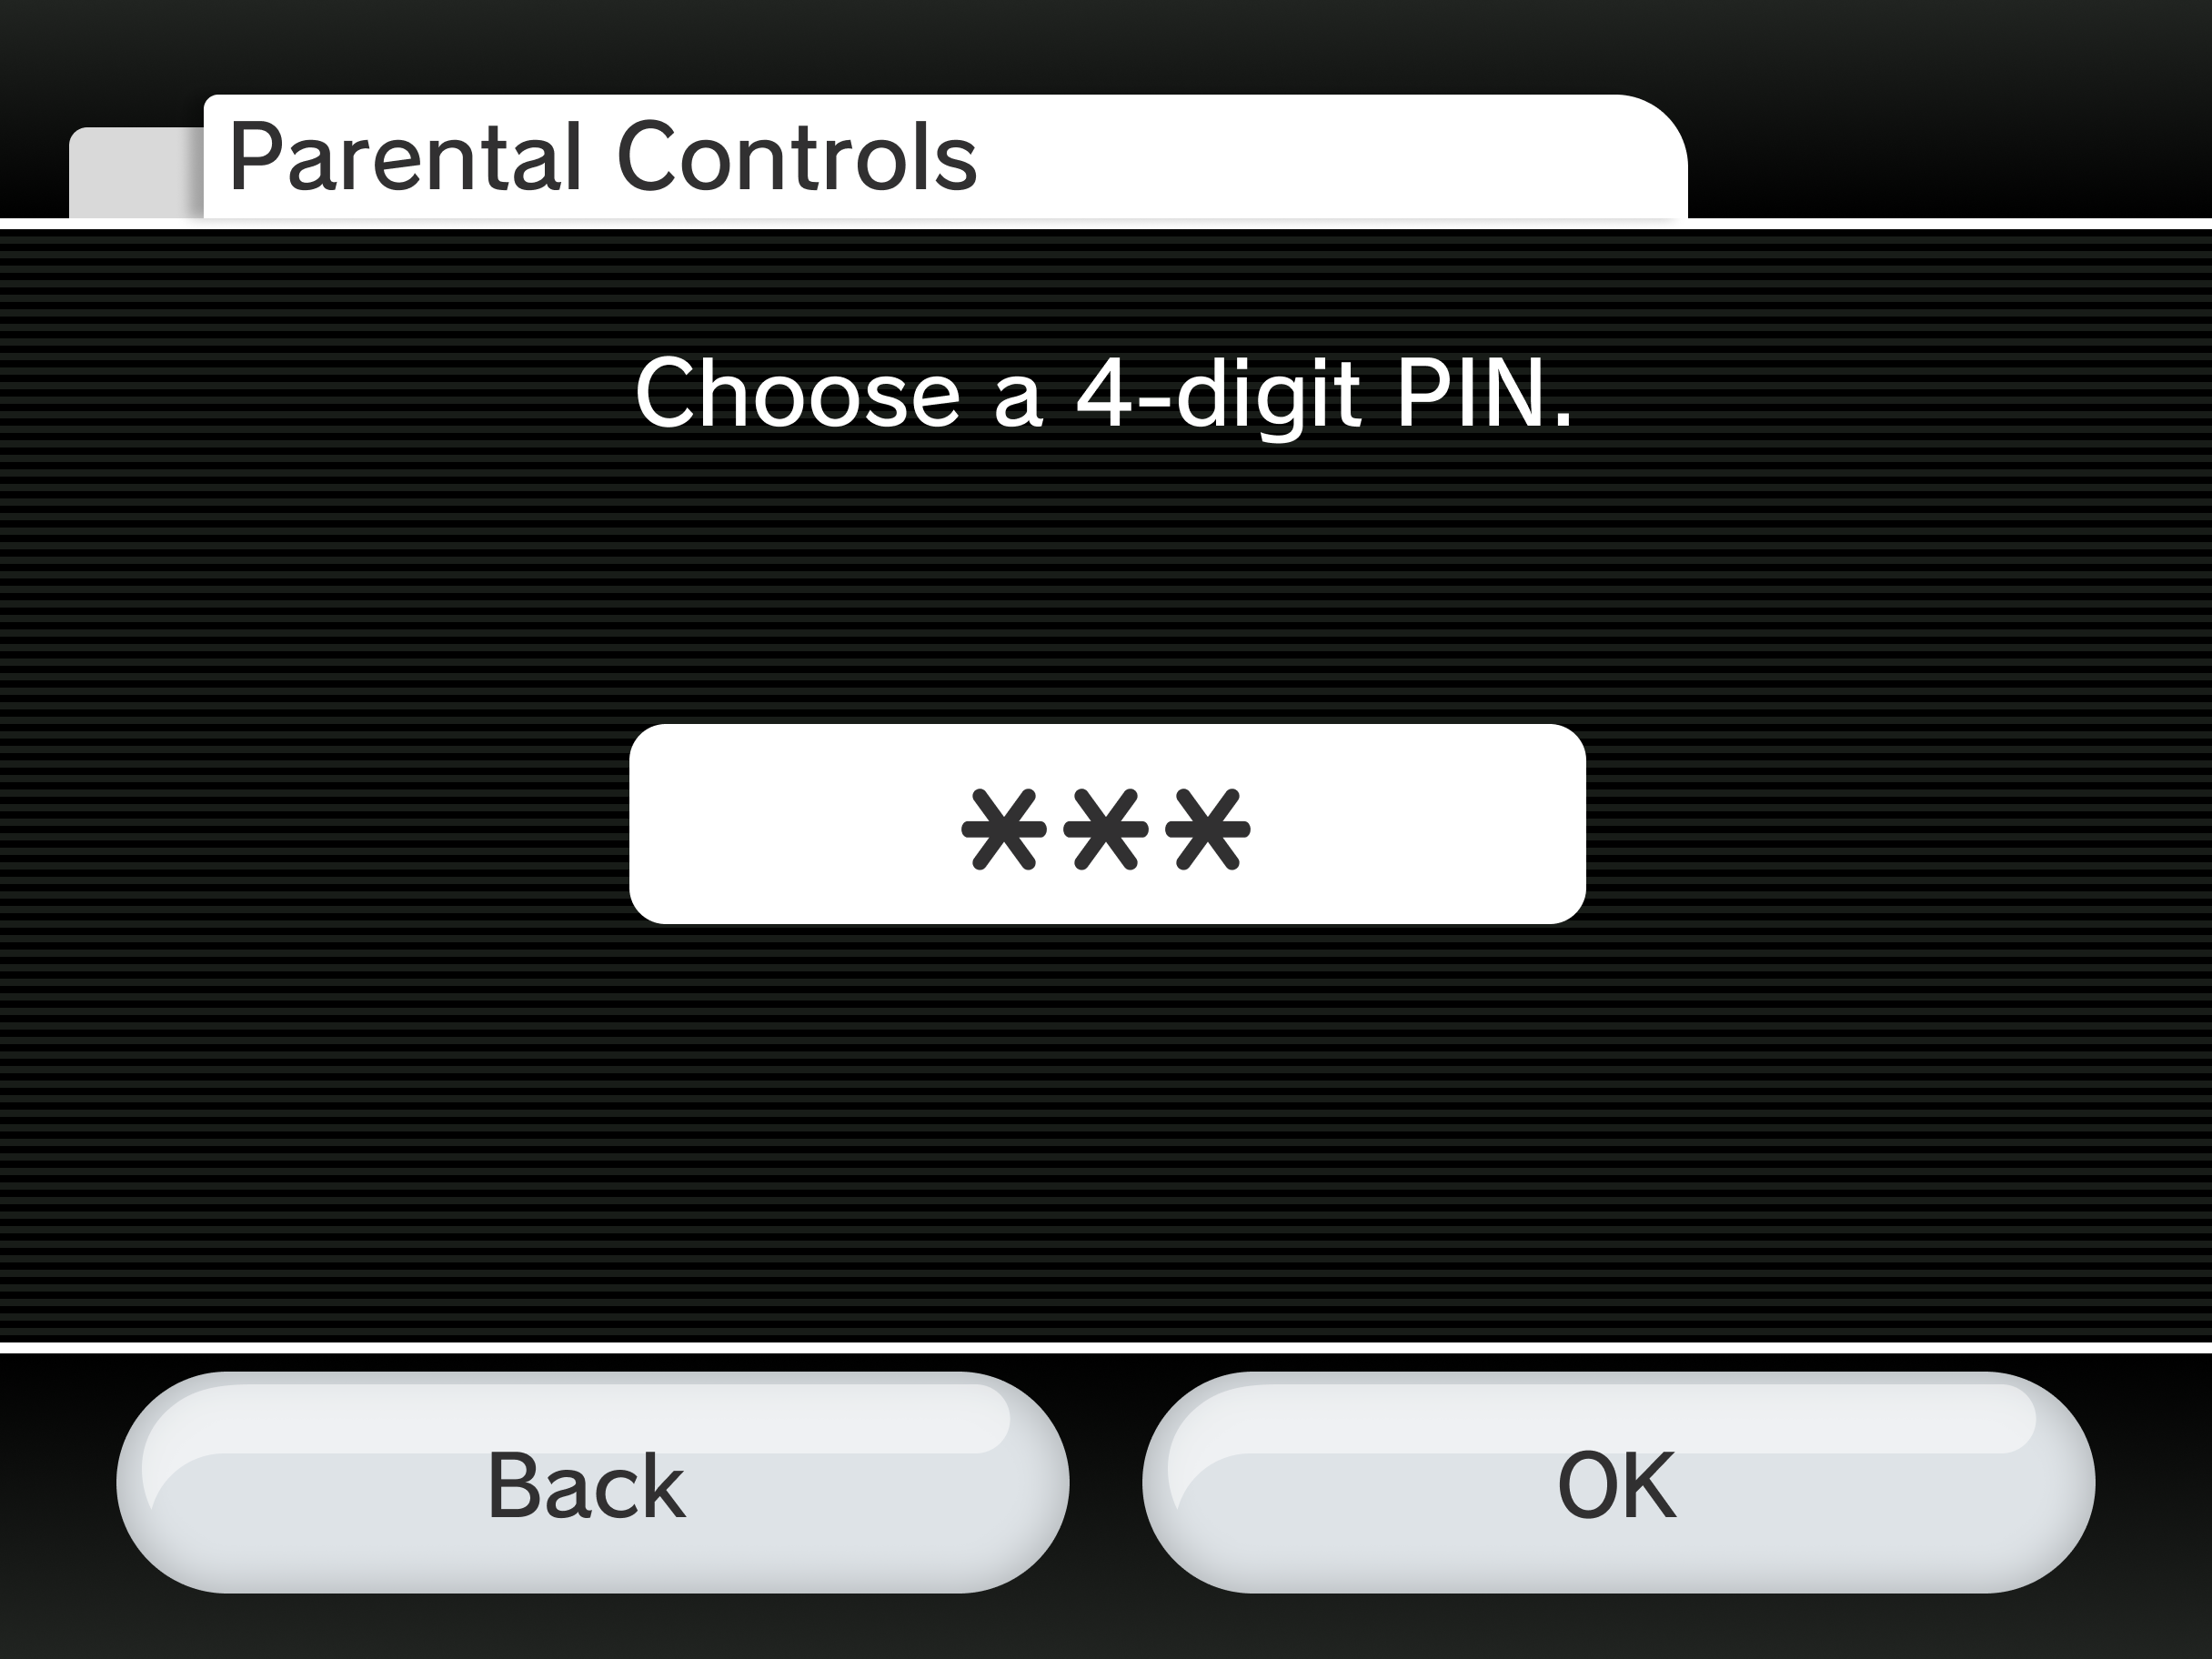 Parental Controls
Choose a 4-digit PIN.
***
Back
OK